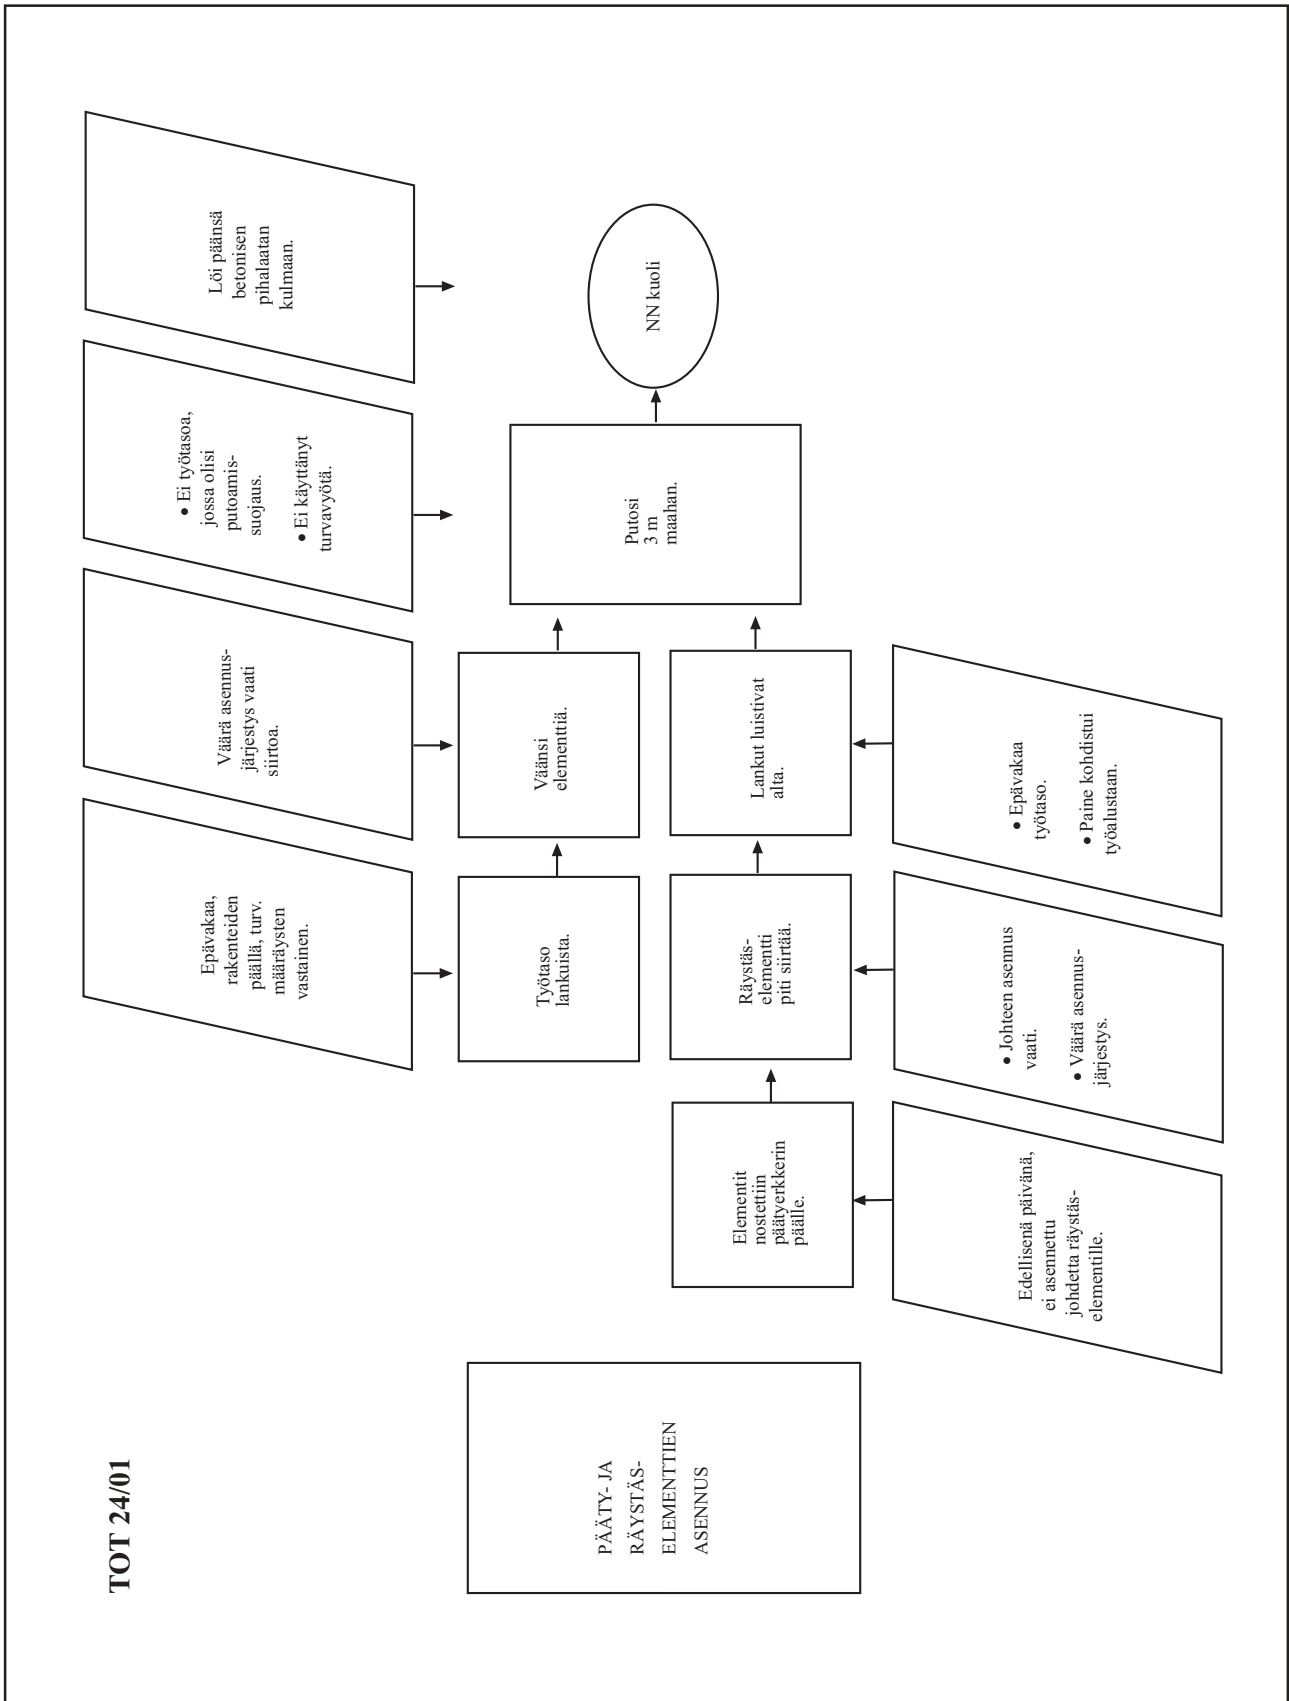 TOT 24/01
PÄÄTY- JA
RÄYSTÄS-
ELEMENTTIEN
ASENNUS
Epävakaa,
rakenteiden
päällä, turv.
määräysten
vastainen.
Väärä asennus-
järjestys vaati
siirtoa.
• Ei työtasoa,
jossa olisi
putoamis-
suojaus.
• Ei käyttänyt
turvavyötä.
Löi päänsä
betonisen
pihalaatan
kulmaan.
Työtaso
lankuista.
Väänsi
elementtiä.
Putosi
3 m
maahan.
NN kuoli
Elementit
nostettiin
päätyerkkerin
päälle.
Räystäs-
elementti
piti siirtää.
Lankut luistivat
alta.
Edellisenä päivänä,
ei asennettu
johdetta räystäs-
elementille.
• Johteen asennus
vaati.
• Väärä asennus-
järjestys.
• Epävakaa
työtaso.
• Paine kohdistui
työalustaan.